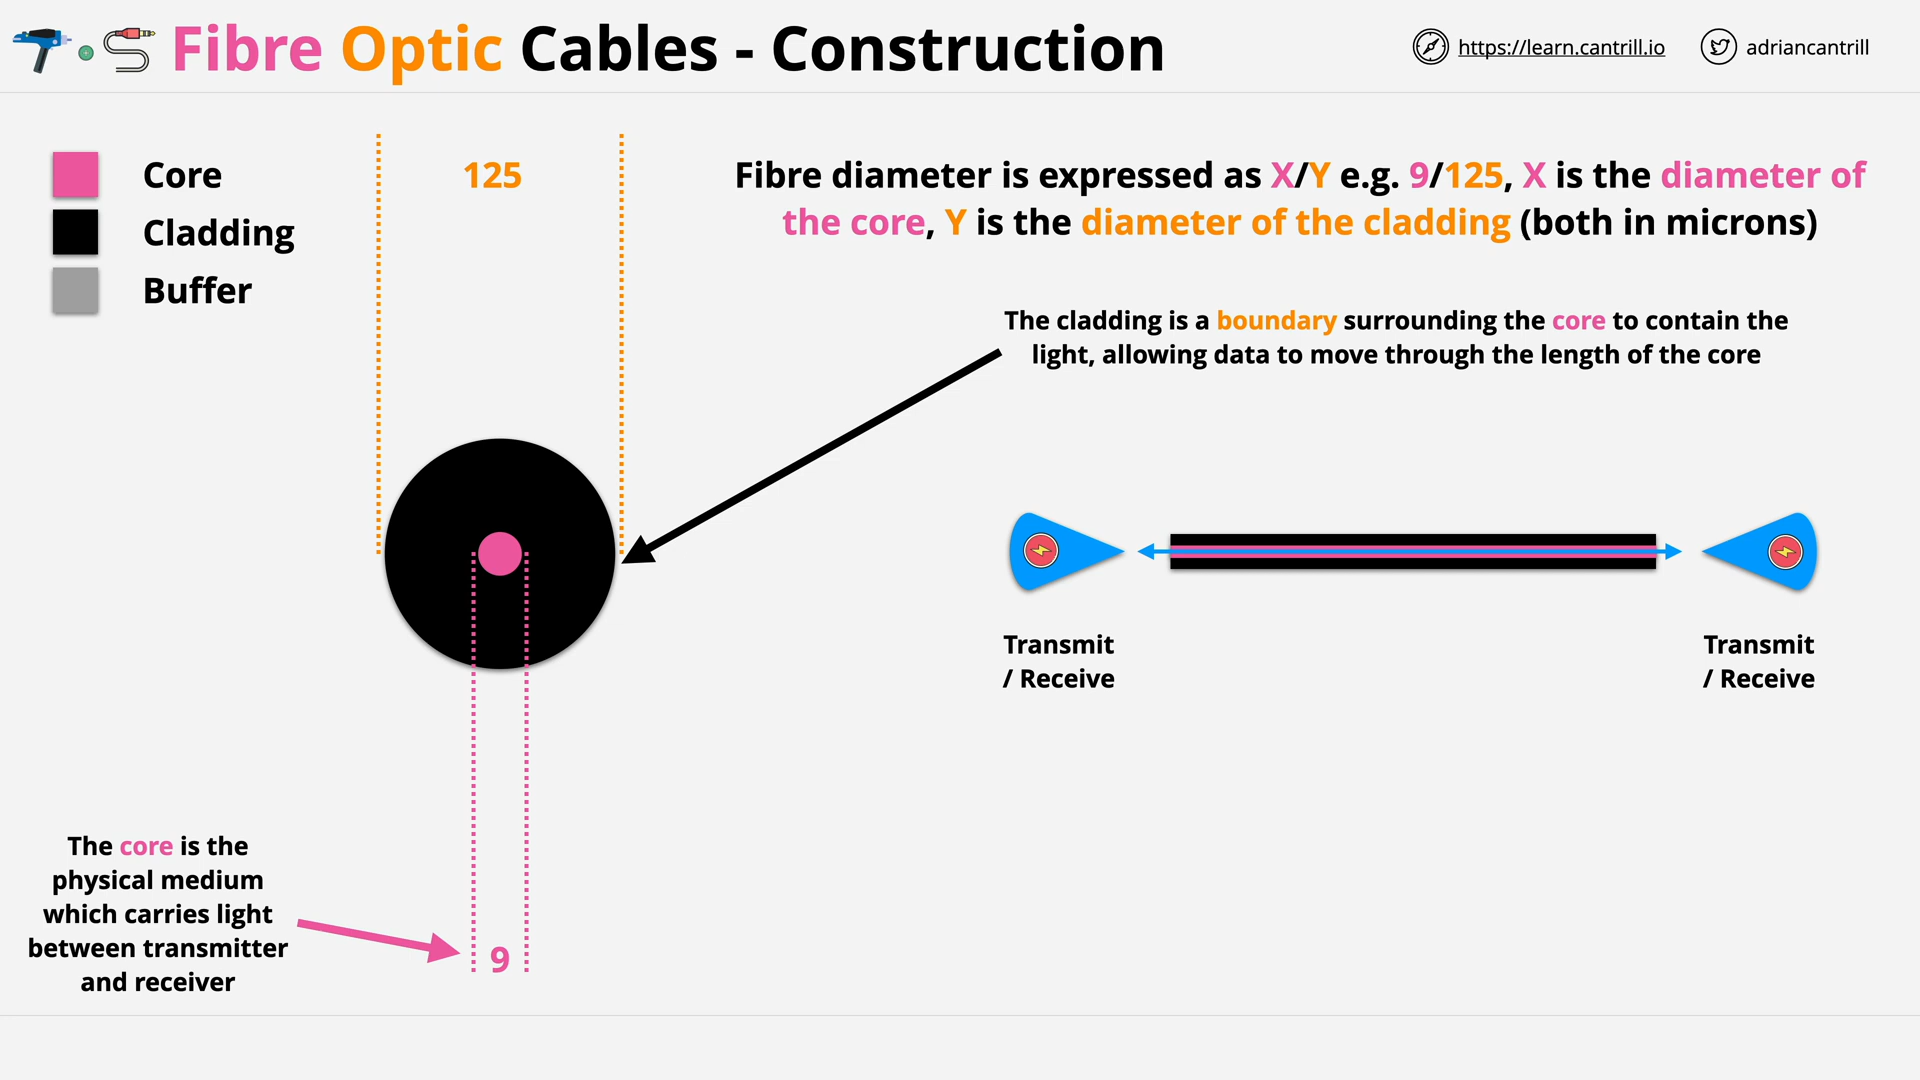 Fibre Optic Cables - Construction
https://learn.cantrill.io
adriancantrill
Core
Cladding
Buffer
125
Fibre diameter is expressed as X/Y e.g. 9/125, X is the diameter of
the core, Y is the diameter of the cladding (both in microns)
The cladding is a boundary surrounding the core to contain the
light, allowing data to move through the length of the core
Transmit
/ Receive
Transmit
/ Receive
The core is the
physical medium
which carries light
between transmitter
and receiver
9